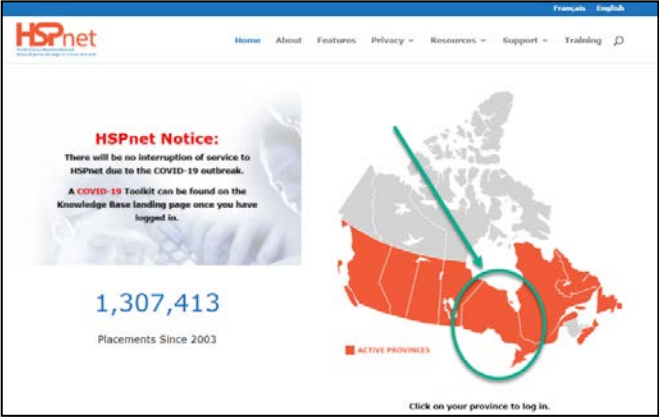 Français English
HSPnet
Home About Features Privacy Resources Support Training
HSPnet Notice:
There will be no interruption of service to
HSPnet due to the COVID-19 outbreak.
A COVID-19 Toolkit can be found on the
Knowledge Base landing page once you have
logged in.
1,307,413
Placements Since 2003
ACTIVE PROVINCES
Click on your province to log in.